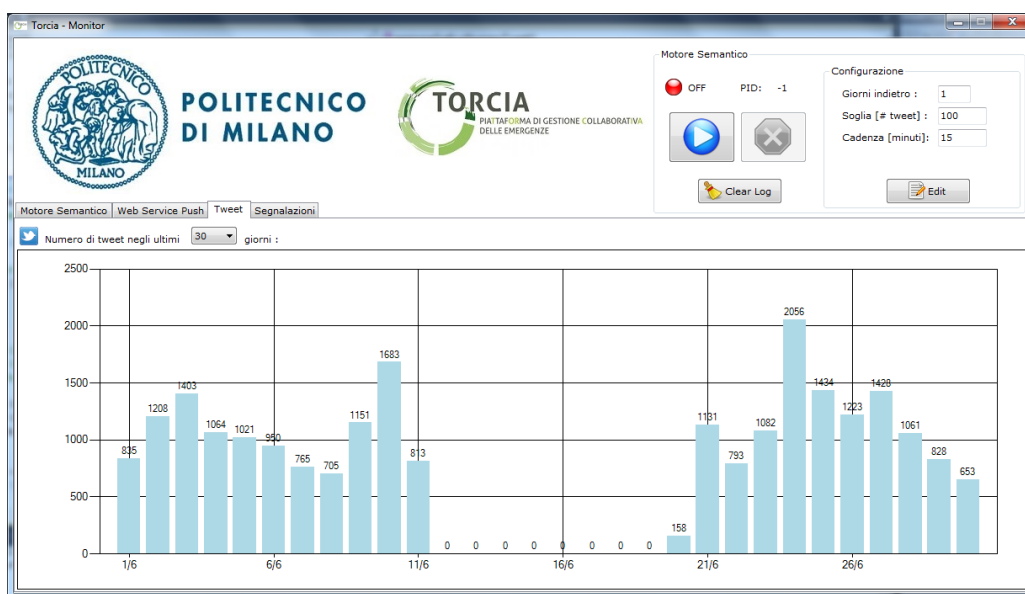 Torcia - Monitor
POLITECNICO
MILANO
POLITECNICO
DI MILANO
TORCIA
PIATTAFORMA DI GESTIONE COLLABORATIVA
DELLE EMERGENZE
Motore Semantico
OFF PID: -1
Clear Log
Configurazione
Giorni indietro : 1
Soglia [# tweet] : 100
Cadenza [minuti]: 15
Edit
Motore Semantico Web Service Push Tweet Segnalazioni
Numero di tweet negli ultimi 30 giorni :
2500
2000
1500
1000
500
0
835 1208 1403 1064 1021 950 765 705 1151 1683 813 0 0 0 0 0 0 0 0 158 1131 793 1082 2056 1434 1223 1428 1061 828 653
1/6 6/6 11/6 16/6 21/6 26/6